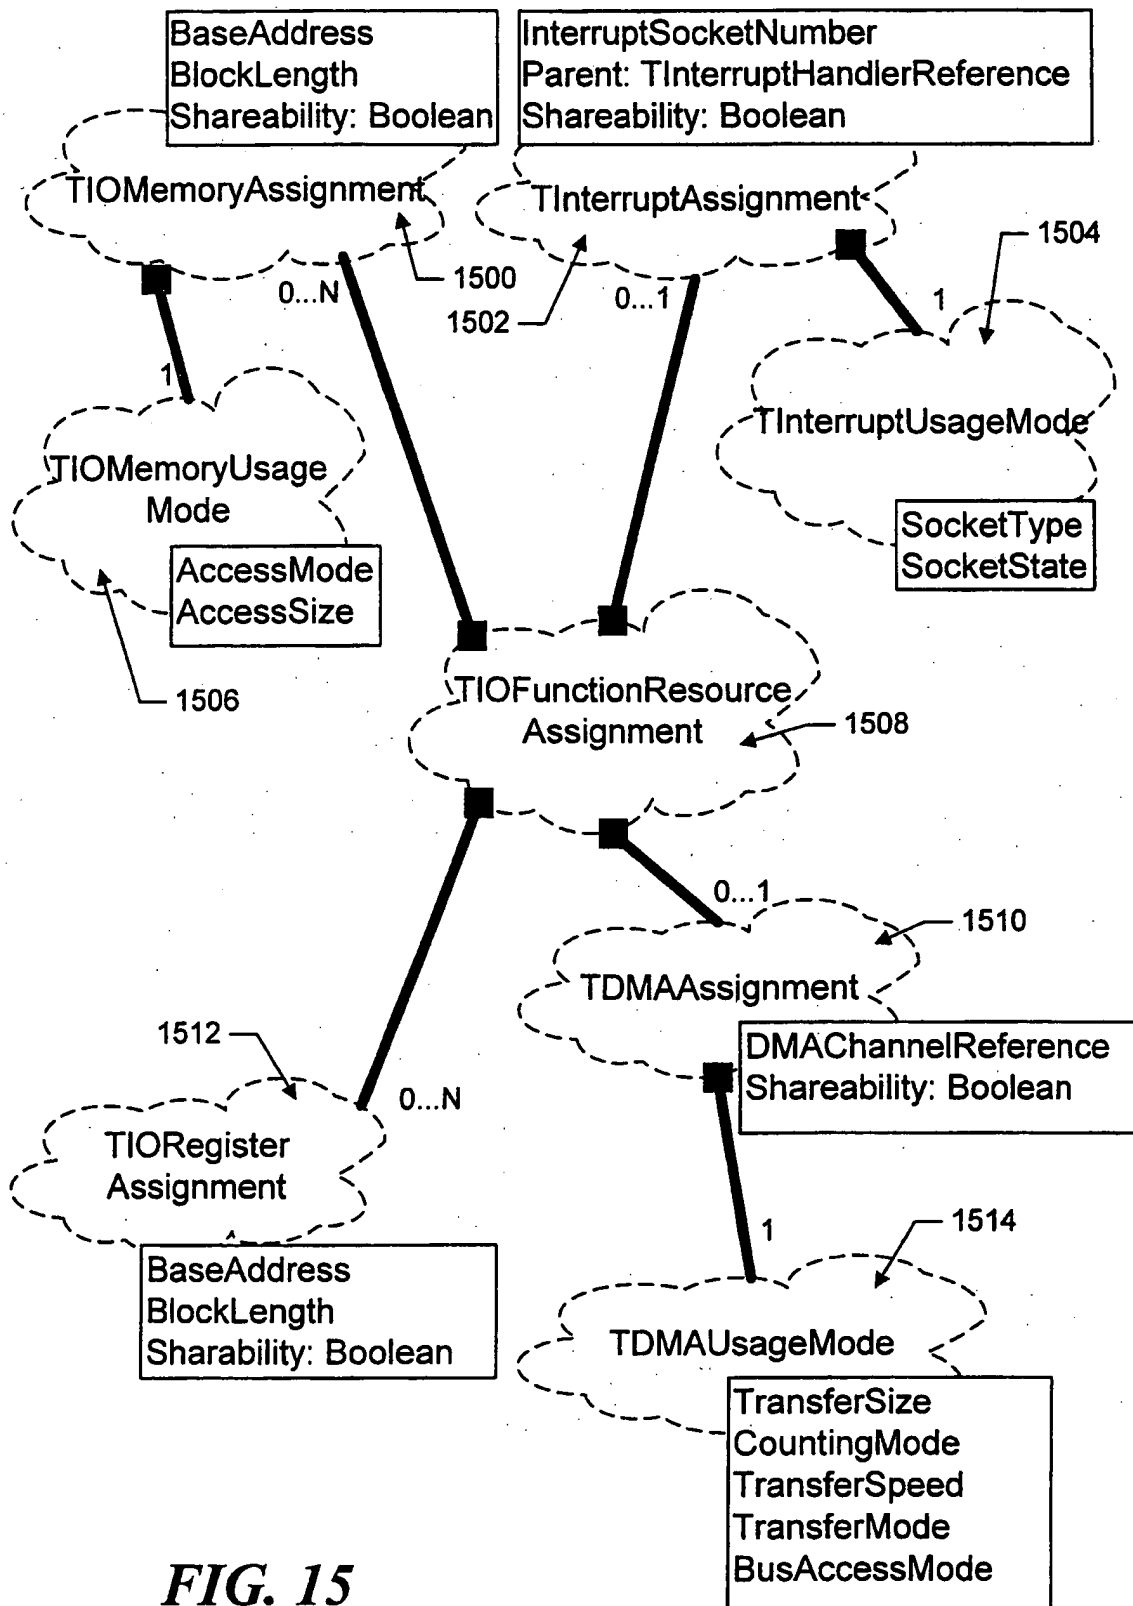 BaseAddress
BlockLength
Shareability: Boolean
InterruptSocketNumber
Parent: TInterruptHandlerReference
Shareability: Boolean
TIOMemoryAssignment
TInterruptAssignment
1500
1502
1504
0...N
0...1
1
1
TIOMemoryUsage
Mode
TInterruptUsageMode
AccessMode
AccessSize
SocketType
SocketState
1506
TIOFunctionResource
Assignment
1508
0...1
1510
TDMAAssignment
DMAChannelReference
Shareability: Boolean
1512
0...N
TIORegister
Assignment
BaseAddress
BlockLength
Sharability: Boolean
1
1514
TDMAUsageMode
TransferSize
CountingMode
TransferSpeed
TransferMode
BusAccessMode
FIG. 15